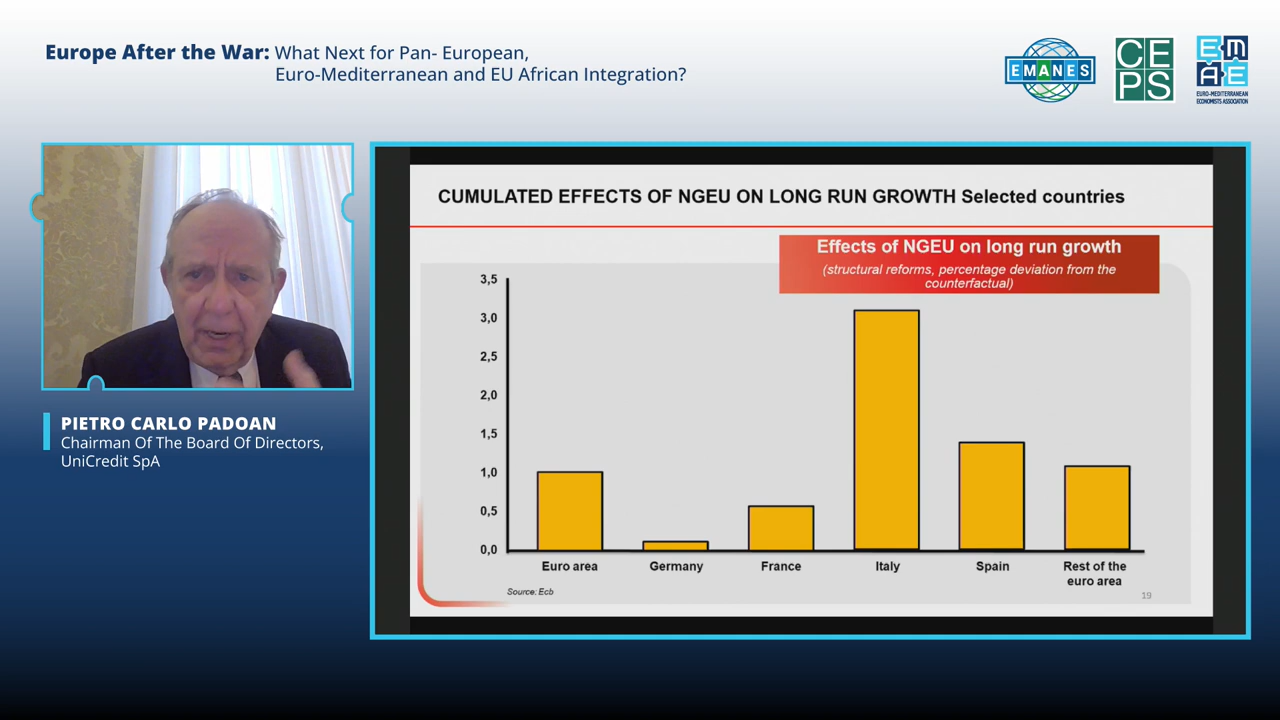 Europe After the War: What Next for Pan- European,
Euro-Mediterranean and EU African Integration?
EMANES
CE
PS
EM
AE
EURO-MEDITERRANEAN
ECONOMISTS ASSOCIATION
PIETRO CARLO PADOAN
Chairman Of The Board Of Directors,
UniCredit SpA
CUMULATED EFFECTS OF NGEU ON LONG RUN GROWTH Selected countries
Effects of NGEU on long run growth
(structural reforms, percentage deviation from the
counterfactual)
3,5
3,0
2,5
2,0
1,5
1,0
0,5
0,0
Euro area
Germany
France
Italy
Spain
Rest of the
euro area
Source: Ecb
19